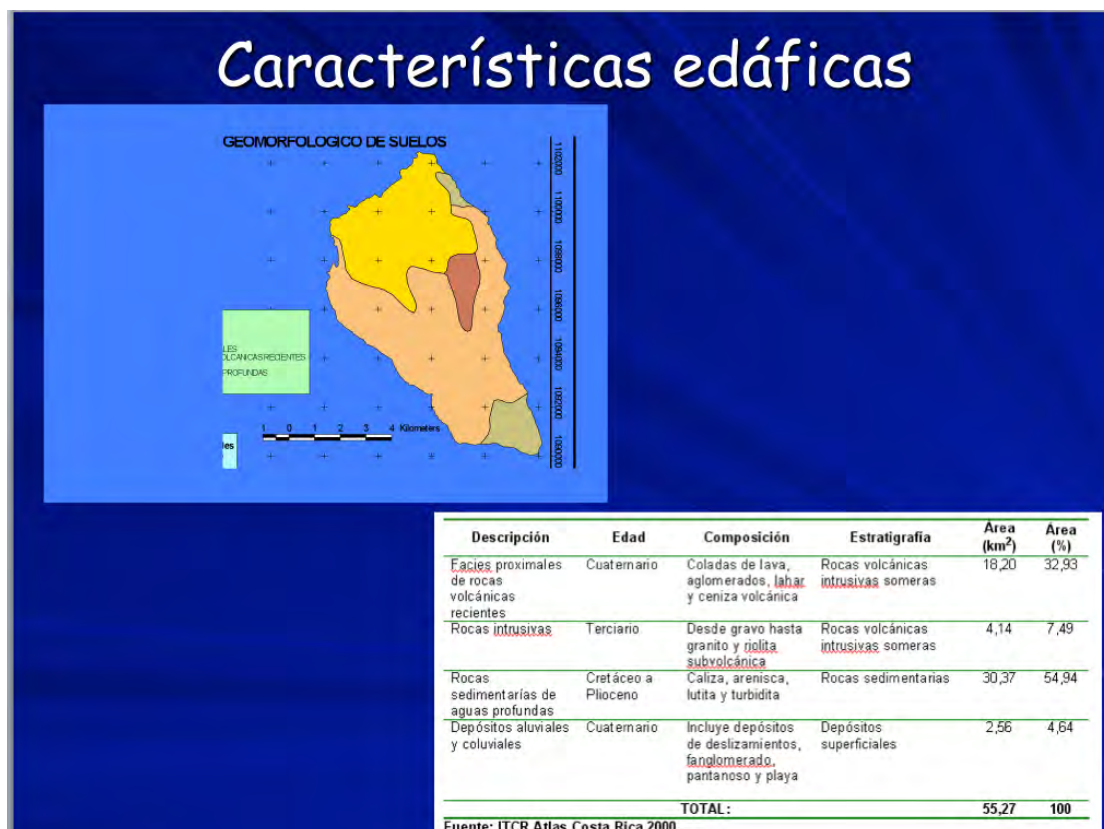 Características edáficas
GEOMORFOLOGICO DE SUELOS
1102000
1100000
1098000
1096000
1094000
1092000
1090000
LES
OLCANICAS RECIENTES
PROFUNDAS
1 0 1 2 3 4 Kilometers
les
Descripción Edad Composición Estratigrafía Área (km²) Área (%)
Facies proximales de rocas volcánicas recientes Cuaternario Coladas de lava, aglomerados, lahar y ceniza volcánica Rocas volcánicas intrusivas someras 18,20 32,93
Rocas intrusivas Terciario Desde gravo hasta granito y riolita subvolcánica Rocas volcánicas intrusivas someras 4,14 7,49
Rocas sedimentarías de aguas profundas Cretáceo a Plioceno Caliza, arenisca, lutita y turbidita Rocas sedimentarias 30,37 54,94
Depósitos aluviales y coluviales Cuaternario Incluye depósitos de deslizamientos, fanglomerado, pantanoso y playa Depósitos superficiales 2,56 4,64
TOTAL: 55,27 100
Fuente: ITCR Atlas Costa Rica 2000